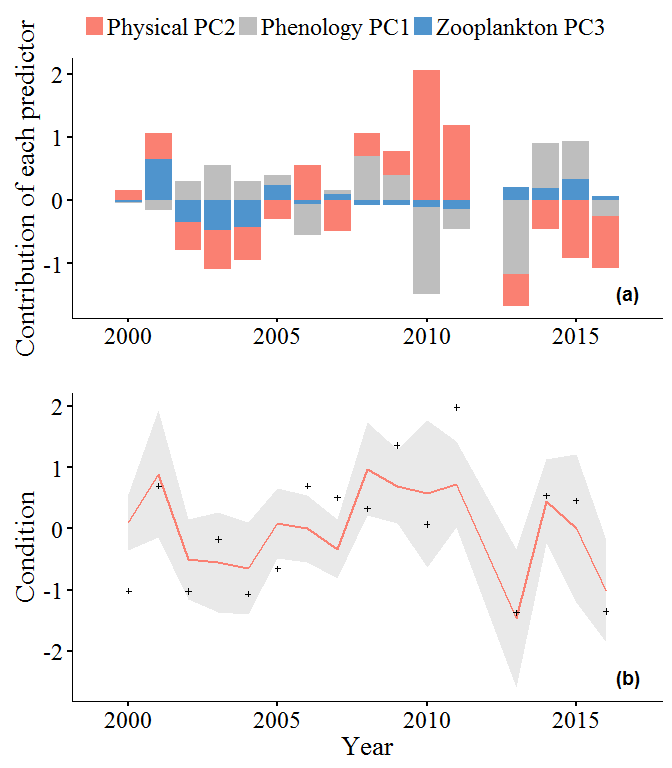 Physical PC2 Phenology PC1 Zooplankton PC3
Contribution of each predictor
2
1
0
-1
(a)
2000 2005 2010 2015
Condition
2
1
0
-1
-2
(b)
2000 2005 2010 2015
Year